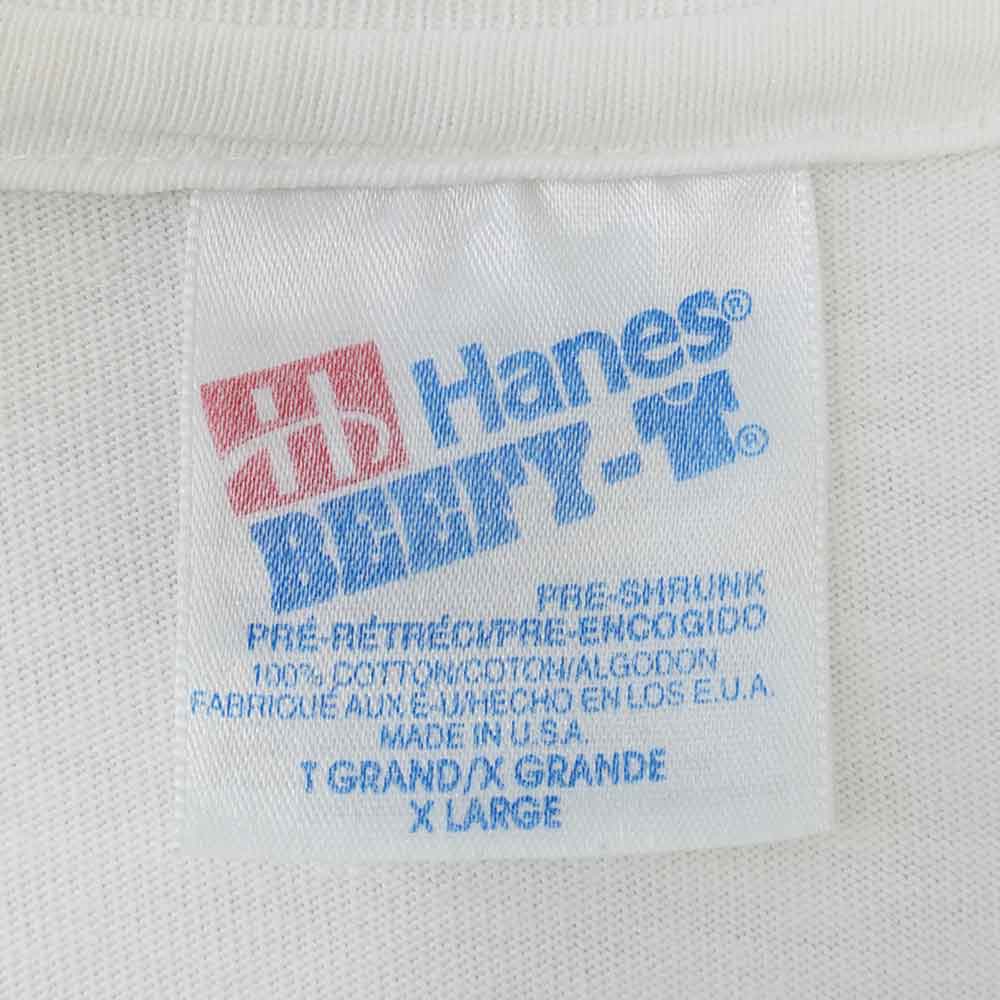 Hanes®
BEEFY-T®
PRE-SHRUNK
PRÉ-RÉTRÉCI/PRE-ENCOGIDO
100% COTTON/COTON/ALGODON
FABRIQUÉ AUX É-U/HECHO EN LOS E.U.A.
MADE IN U.S.A.
T GRAND/X GRANDE
X LARGE